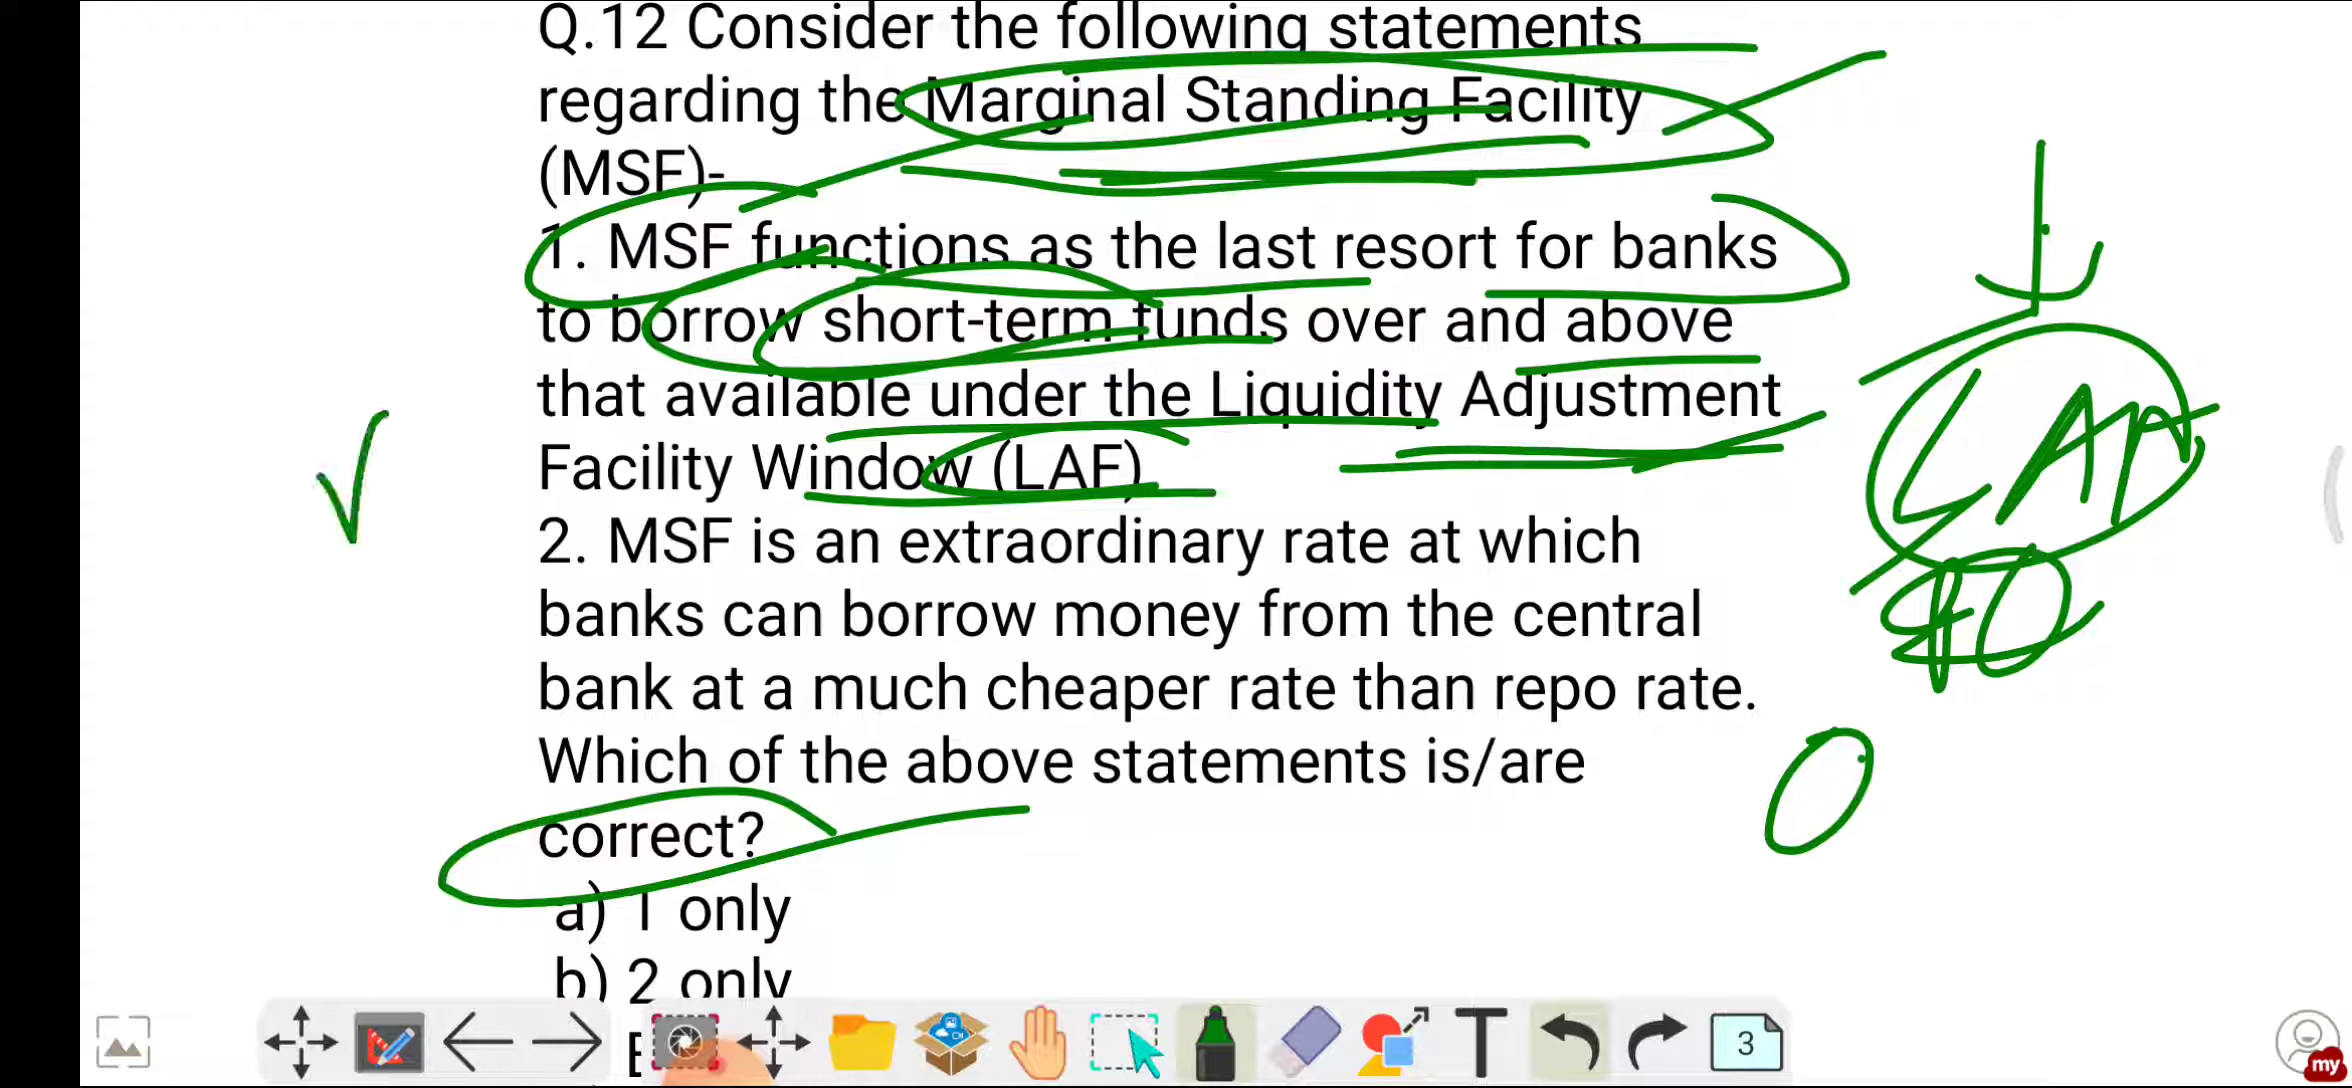 Q.12 Consider the following statements
regarding the Marginal Standing Facility
(MSF)-
1. MSF functions as the last resort for banks
to borrow short-term funds over and above
that available under the Liquidity Adjustment
Facility Window (LAF)
2. MSF is an extraordinary rate at which
banks can borrow money from the central
bank at a much cheaper rate than repo rate.
Which of the above statements is/are
correct?
a) 1 only
b) 2 only
LAF
T
3
my